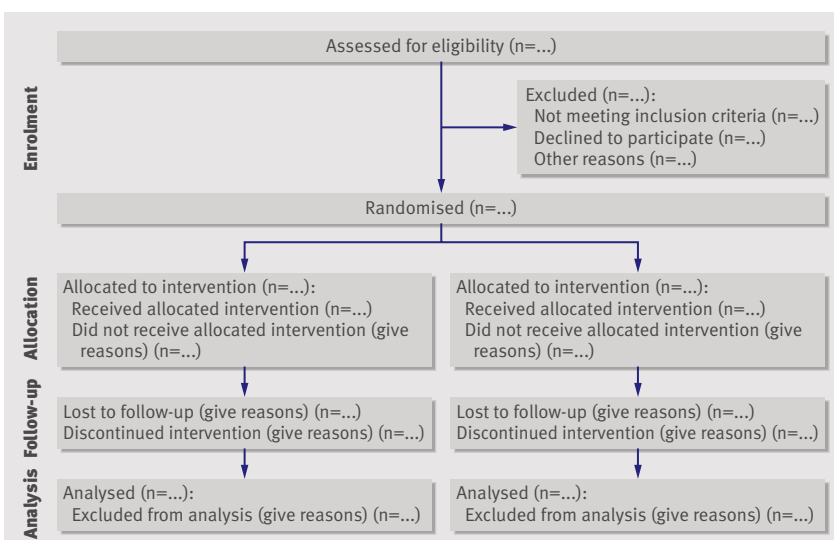 Enrolment
Assessed for eligibility (n=...)
Excluded (n=...):
Not meeting inclusion criteria (n=...)
Declined to participate (n=...)
Other reasons (n=...)
Randomised (n=...)
Allocation
Allocated to intervention (n=...):
Received allocated intervention (n=...)
Did not receive allocated intervention (give
reasons) (n=...)
Allocated to intervention (n=...):
Received allocated intervention (n=...)
Did not receive allocated intervention (give
reasons) (n=...)
Follow-up
Lost to follow-up (give reasons) (n=...)
Discontinued intervention (give reasons) (n=...)
Lost to follow-up (give reasons) (n=...)
Discontinued intervention (give reasons) (n=...)
Analysis
Analysed (n=...):
Excluded from analysis (give reasons) (n=...)
Analysed (n=...):
Excluded from analysis (give reasons) (n=...)